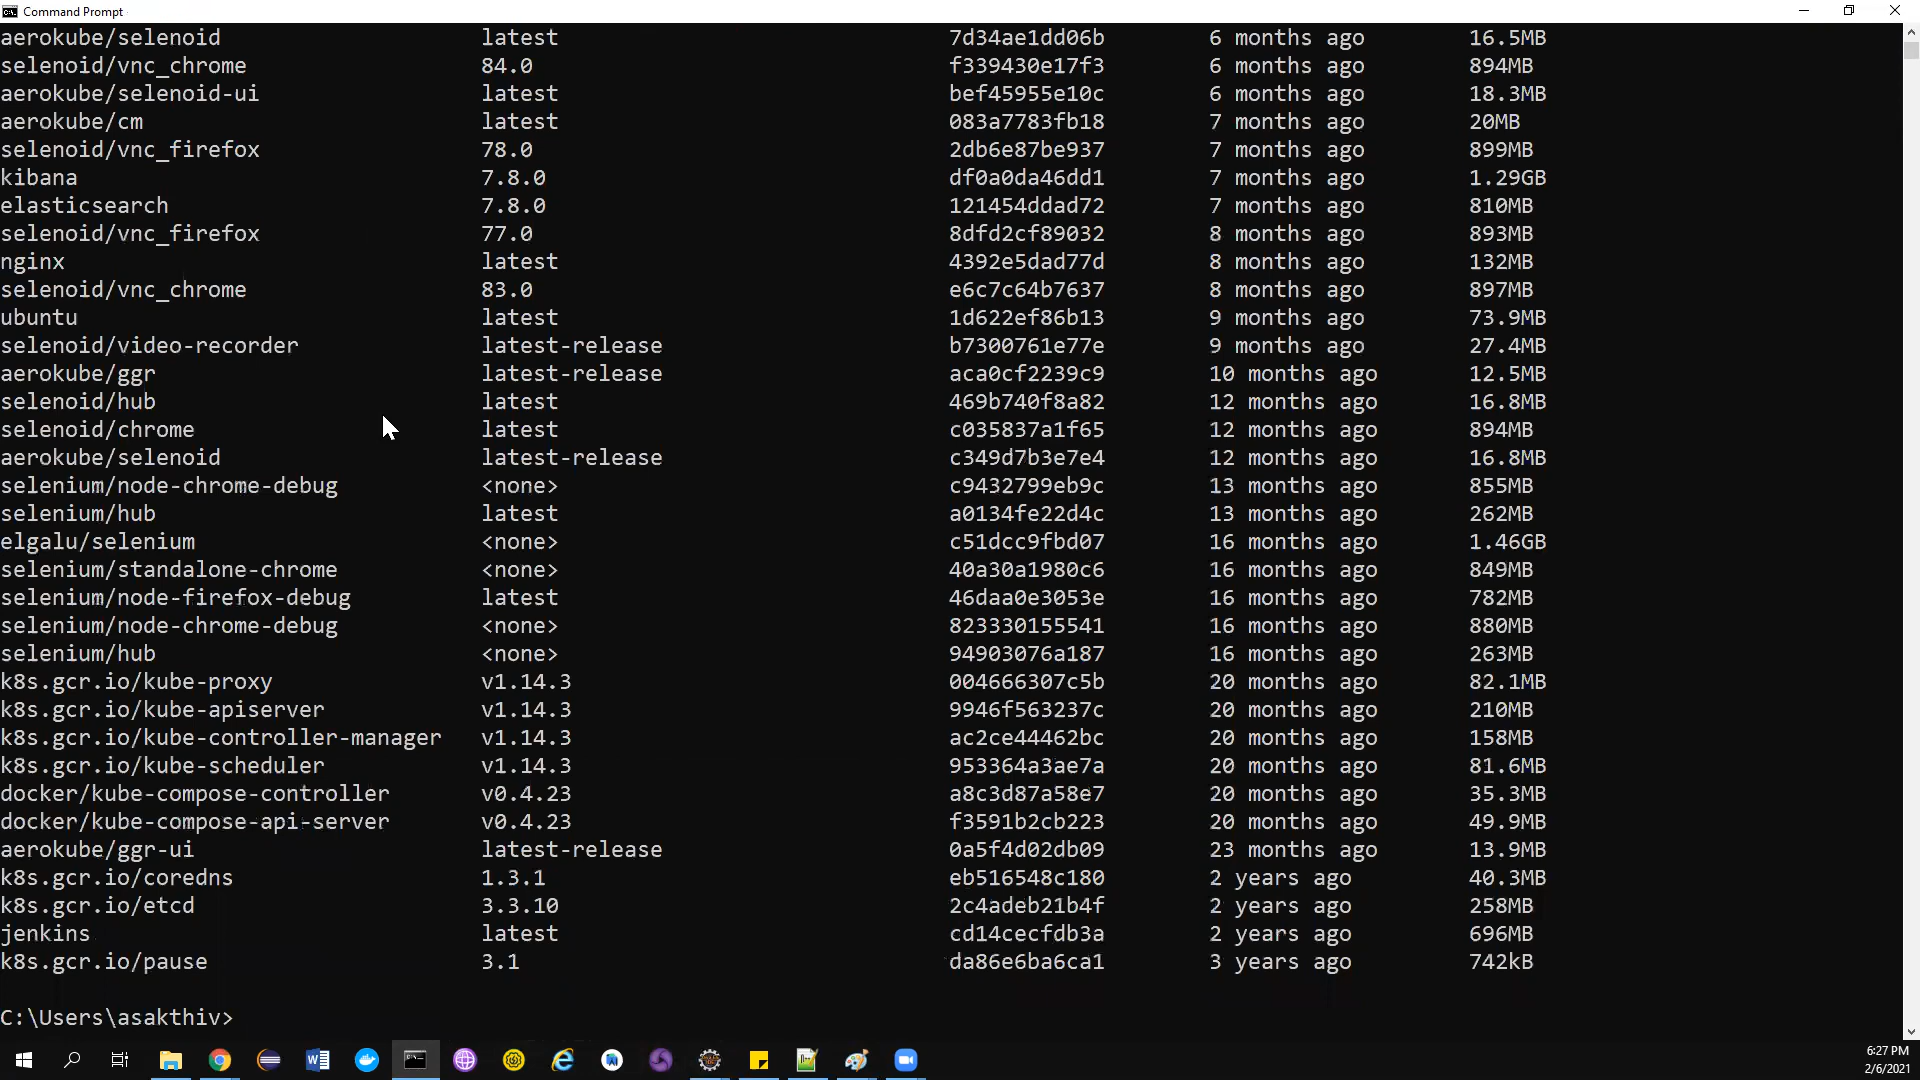 Command Prompt
aerokube/selenoid latest 7d34ae1dd06b 6 months ago 16.5MB
selenoid/vnc_chrome 84.0 f339430e17f3 6 months ago 894MB
aerokube/selenoid-ui latest bef45955e10c 6 months ago 18.3MB
aerokube/cm latest 083a7783fb18 7 months ago 20MB
selenoid/vnc_firefox 78.0 2db6e87be937 7 months ago 899MB
kibana 7.8.0 df0a0da46dd1 7 months ago 1.29GB
elasticsearch 7.8.0 121454ddad72 7 months ago 810MB
selenoid/vnc_firefox 77.0 8dfd2cf89032 8 months ago 893MB
nginx latest 4392e5dad77d 8 months ago 132MB
selenoid/vnc_chrome 83.0 e6c7c64b7637 8 months ago 897MB
ubuntu latest 1d622ef86b13 9 months ago 73.9MB
selenoid/video-recorder latest-release b7300761e77e 9 months ago 27.4MB
aerokube/ggr latest-release aca0cf2239c9 10 months ago 12.5MB
selenoid/hub latest 469b740f8a82 12 months ago 16.8MB
selenoid/chrome latest c035837a1f65 12 months ago 894MB
aerokube/selenoid latest-release c349d7b3e7e4 12 months ago 16.8MB
selenium/node-chrome-debug <none> c9432799eb9c 13 months ago 855MB
selenium/hub latest a0134fe22d4c 13 months ago 262MB
elgalu/selenium <none> c51dcc9fbd07 16 months ago 1.46GB
selenium/standalone-chrome <none> 40a30a1980c6 16 months ago 849MB
selenium/node-firefox-debug latest 46daa0e3053e 16 months ago 782MB
selenium/node-chrome-debug <none> 823330155541 16 months ago 880MB
selenium/hub <none> 94903076a187 16 months ago 263MB
k8s.gcr.io/kube-proxy v1.14.3 004666307c5b 20 months ago 82.1MB
k8s.gcr.io/kube-apiserver v1.14.3 9946f563237c 20 months ago 210MB
k8s.gcr.io/kube-controller-manager v1.14.3 ac2ce44462bc 20 months ago 158MB
k8s.gcr.io/kube-scheduler v1.14.3 953364a3ae7a 20 months ago 81.6MB
docker/kube-compose-controller v0.4.23 a8c3d87a58e7 20 months ago 35.3MB
docker/kube-compose-api-server v0.4.23 f3591b2cb223 20 months ago 49.9MB
aerokube/ggr-ui latest-release 0a5f4d02db09 23 months ago 13.9MB
k8s.gcr.io/coredns 1.3.1 eb516548c180 2 years ago 40.3MB
k8s.gcr.io/etcd 3.3.10 2c4adeb21b4f 2 years ago 258MB
jenkins latest cd14cecfdb3a 2 years ago 696MB
k8s.gcr.io/pause 3.1 da86e6ba6ca1 3 years ago 742kB
C:\Users\asakthiv>
6:27 PM
2/6/2021